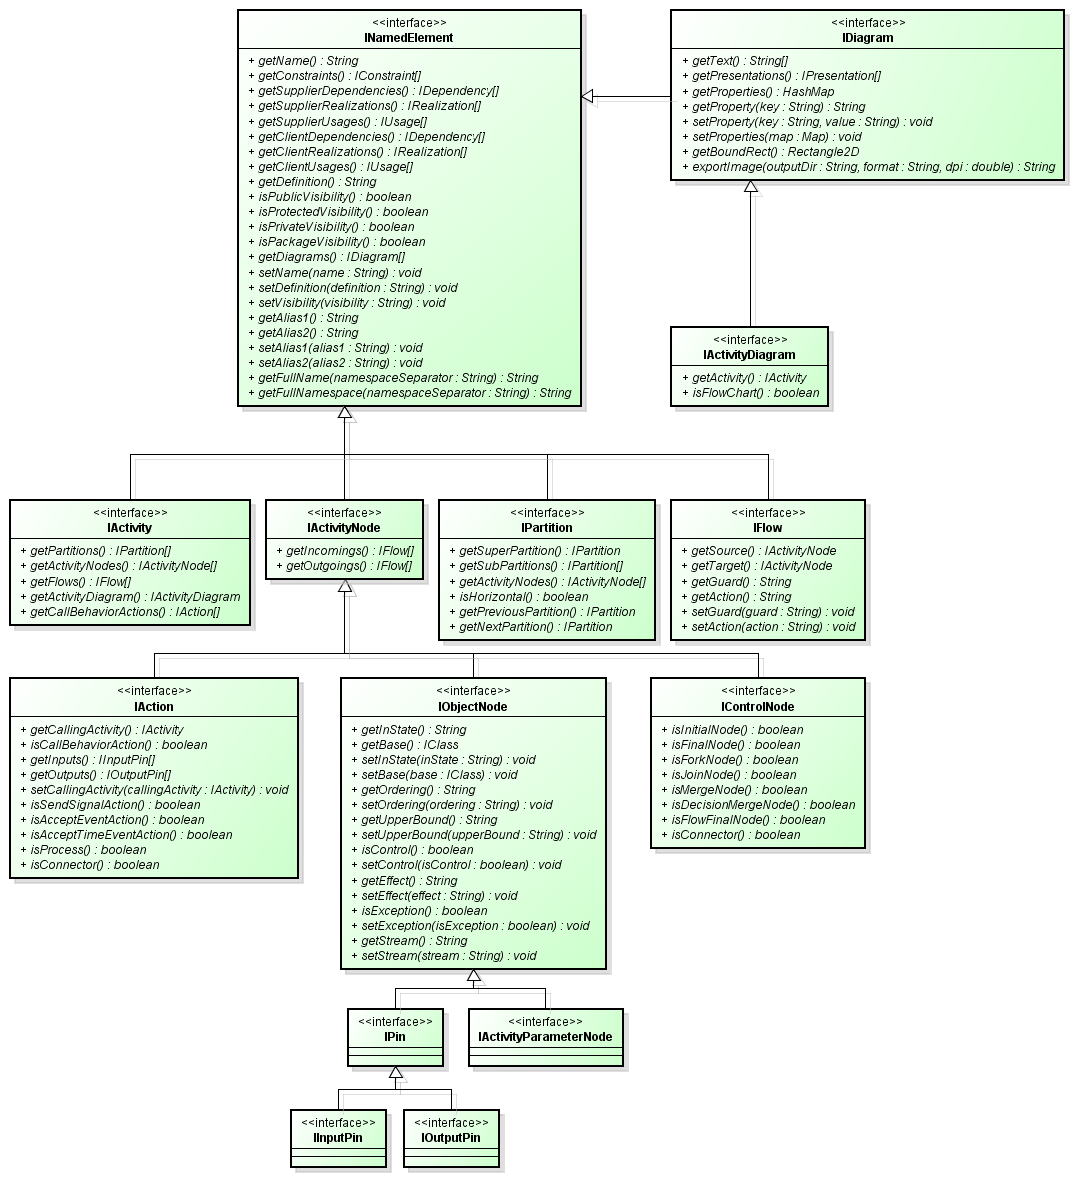 <<interface>>
INamedElement
+ getName() : String
+ getConstraints() : IConstraint[]
+ getSupplierDependencies() : IDependency[]
+ getSupplierRealizations() : IRealization[]
+ getSupplierUsages() : IUsage[]
+ getClientDependencies() : IDependency[]
+ getClientRealizations() : IRealization[]
+ getClientUsages() : IUsage[]
+ getDefinition() : String
+ isPublicVisibility() : boolean
+ isProtectedVisibility() : boolean
+ isPrivateVisibility() : boolean
+ isPackageVisibility() : boolean
+ getDiagrams() : IDiagram[]
+ setName(name : String) : void
+ setDefinition(definition : String) : void
+ setVisibility(visibility : String) : void
+ getAlias1() : String
+ getAlias2() : String
+ setAlias1(alias1 : String) : void
+ setAlias2(alias2 : String) : void
+ getFullName(namespaceSeparator : String) : String
+ getFullNamespace(namespaceSeparator : String) : String
<<interface>>
IDiagram
+ getText() : String[]
+ getPresentations() : IPresentation[]
+ getProperties() : HashMap
+ getProperty(key : String) : String
+ setProperty(key : String, value : String) : void
+ setProperties(map : Map) : void
+ getBoundRect() : Rectangle2D
+ exportImage(outputDir : String, format : String, dpi : double) : String
<<interface>>
IActivityDiagram
+ getActivity() : IActivity
+ isFlowChart() : boolean
<<interface>>
IActivity
+ getPartitions() : IPartition[]
+ getActivityNodes() : IActivityNode[]
+ getFlows() : IFlow[]
+ getActivityDiagram() : IActivityDiagram
+ getCallBehaviorActions() : IAction[]
<<interface>>
IActivityNode
+ getIncomings() : IFlow[]
+ getOutgoings() : IFlow[]
<<interface>>
IPartition
+ getSuperPartition() : IPartition
+ getSubPartitions() : IPartition[]
+ getActivityNodes() : IActivityNode[]
+ isHorizontal() : boolean
+ getPreviousPartition() : IPartition
+ getNextPartition() : IPartition
<<interface>>
IFlow
+ getSource() : IActivityNode
+ getTarget() : IActivityNode
+ getGuard() : String
+ getAction() : String
+ setGuard(guard : String) : void
+ setAction(action : String) : void
<<interface>>
IAction
+ getCallingActivity() : IActivity
+ isCallBehaviorAction() : boolean
+ getInputs() : IInputPin[]
+ getOutputs() : IOutputPin[]
+ setCallingActivity(callingActivity : IActivity) : void
+ isSendSignalAction() : boolean
+ isAcceptEventAction() : boolean
+ isAcceptTimeEventAction() : boolean
+ isProcess() : boolean
+ isConnector() : boolean
<<interface>>
IObjectNode
+ getInState() : String
+ getBase() : IClass
+ setInState(inState : String) : void
+ setBase(base : IClass) : void
+ getOrdering() : String
+ setOrdering(ordering : String) : void
+ getUpperBound() : String
+ setUpperBound(upperBound : String) : void
+ isControl() : boolean
+ setControl(isControl : boolean) : void
+ getEffect() : String
+ setEffect(effect : String) : void
+ isException() : boolean
+ setException(isException : boolean) : void
+ getStream() : String
+ setStream(stream : String) : void
<<interface>>
IControlNode
+ isInitialNode() : boolean
+ isFinalNode() : boolean
+ isForkNode() : boolean
+ isJoinNode() : boolean
+ isMergeNode() : boolean
+ isDecisionMergeNode() : boolean
+ isFlowFinalNode() : boolean
+ isConnector() : boolean
<<interface>>
IPin
<<interface>>
IActivityParameterNode
<<interface>>
IInputPin
<<interface>>
IOutputPin